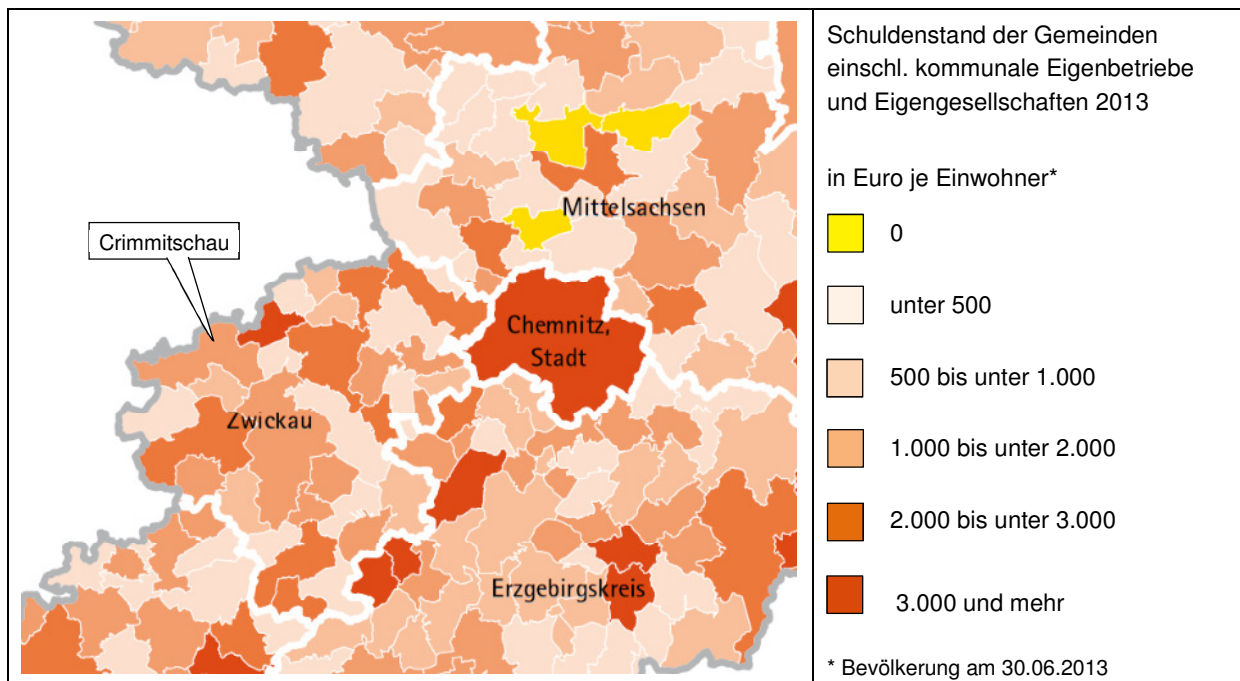 Crimmitschau
Mittelsachsen
Chemnitz,
Stadt
Zwickau
Erzgebirgskreis
Schuldenstand der Gemeinden
einschl. kommunale Eigenbetriebe
und Eigengesellschaften 2013
in Euro je Einwohner*
0
unter 500
500 bis unter 1.000
1.000 bis unter 2.000
2.000 bis unter 3.000
3.000 und mehr
* Bevölkerung am 30.06.2013